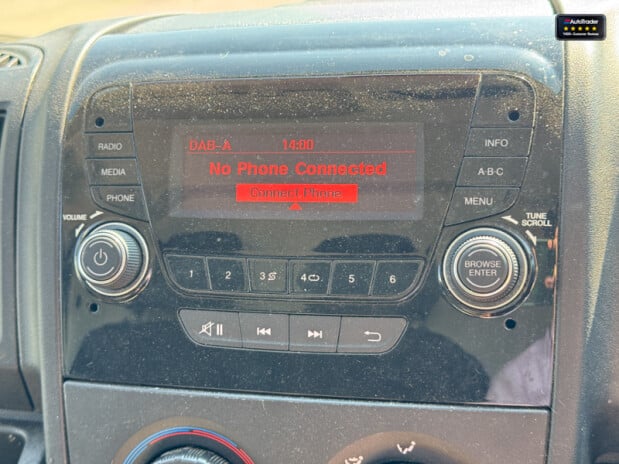 AutoTrader
DAB-A 14:00
No Phone Connected
Connect Phone
RADIO
MEDIA
PHONE
INFO
A-B-C
MENU
VOLUME
TUNE
SCROLL
BROWSE
ENTER
1 2 3 4 5 6